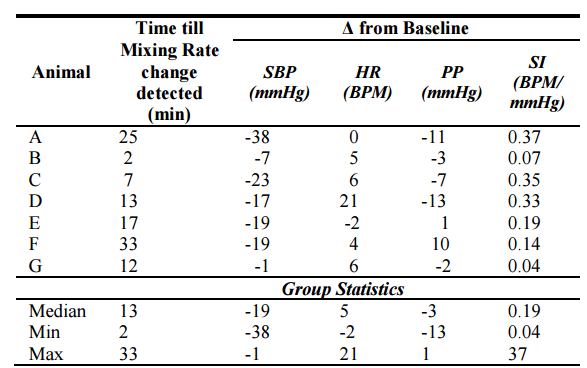 Animal Time till Mixing Rate change detected (min) Δ from Baseline
SBP (mmHg) HR (BPM) PP (mmHg) SI (BPM/ mmHg)
A 25 -38 0 -11 0.37
B 2 -7 5 -3 0.07
C 7 -23 6 -7 0.35
D 13 -17 21 -13 0.33
E 17 -19 -2 1 0.19
F 33 -19 4 10 0.14
G 12 -1 6 -2 0.04
Group Statistics
Median 13 -19 5 -3 0.19
Min 2 -38 -2 -13 0.04
Max 33 -1 21 1 37